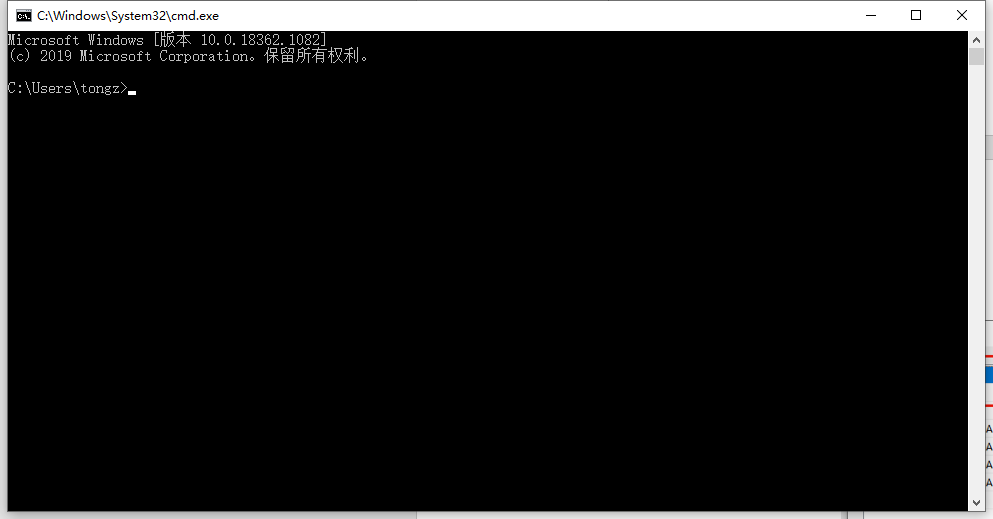 C:\Windows\System32\cmd.exe
Microsoft Windows [版本 10.0.18362.1082]
(c) 2019 Microsoft Corporation。保留所有权利。
C:\Users\tongz>
A
A
A
A